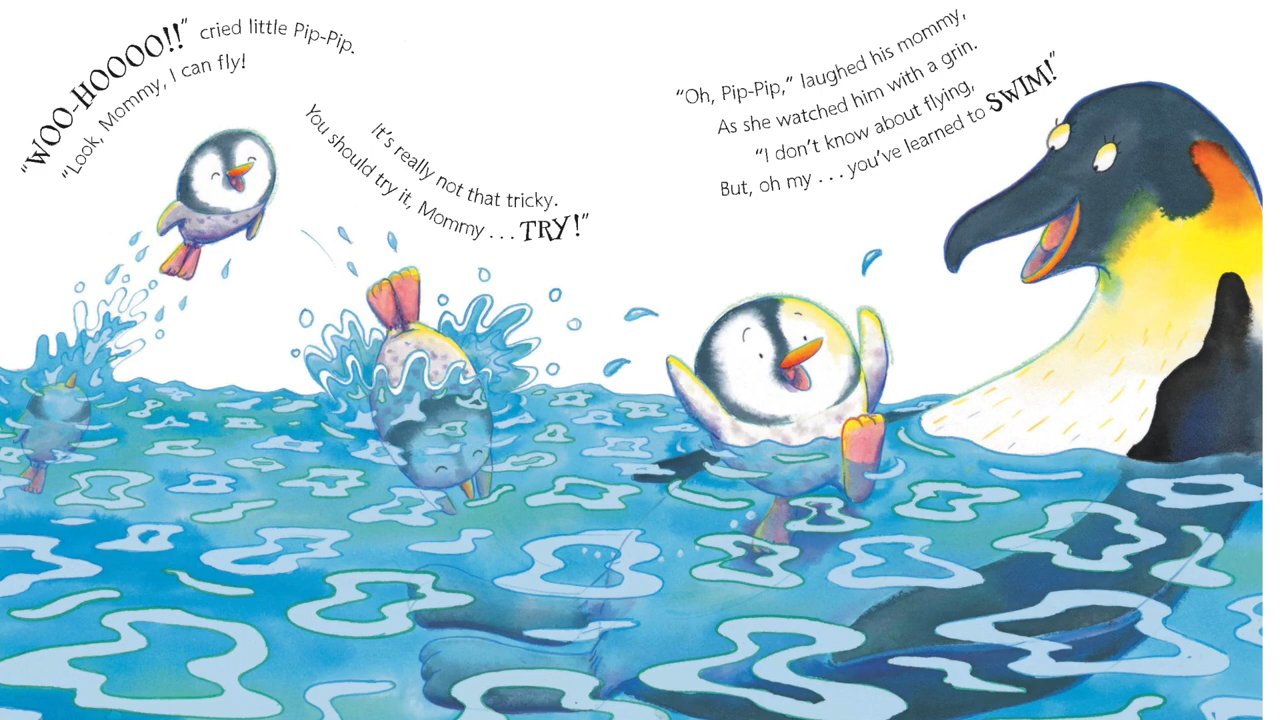 “WOO-HOOOO!!” cried little Pip-Pip.
“Look, Mommy, I can fly!
It’s really not that tricky.
You should try it, Mommy . . . TRY!”
“Oh, Pip-Pip,” laughed his mommy,
As she watched him with a grin.
“I don’t know about flying,
But, oh my . . . you’ve learned to SWIM!”